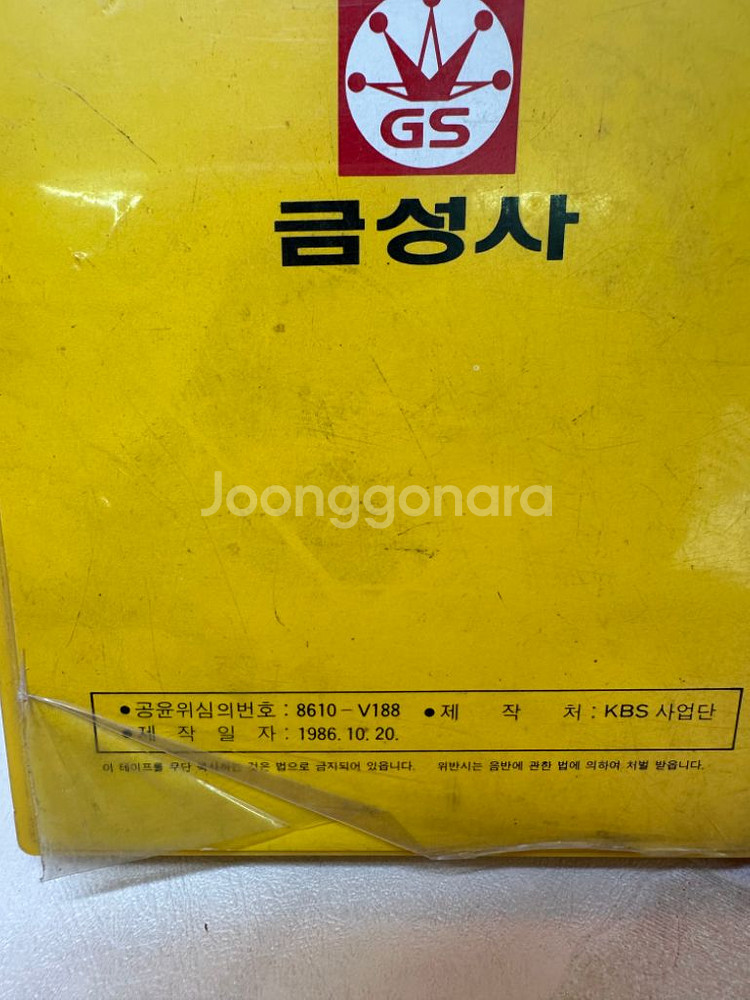 GS
금성사
Joonggonara
●공윤위심의번호 : 8610-V188 ●제 작 처 : KBS 사업단
●제 작 일 자 : 1986. 10. 20.
이 테이프를 무단 복사하는 것은 법으로 금지되어 있읍니다. 위반시는 음반에 관한 법에 의하여 처벌 받읍니다.